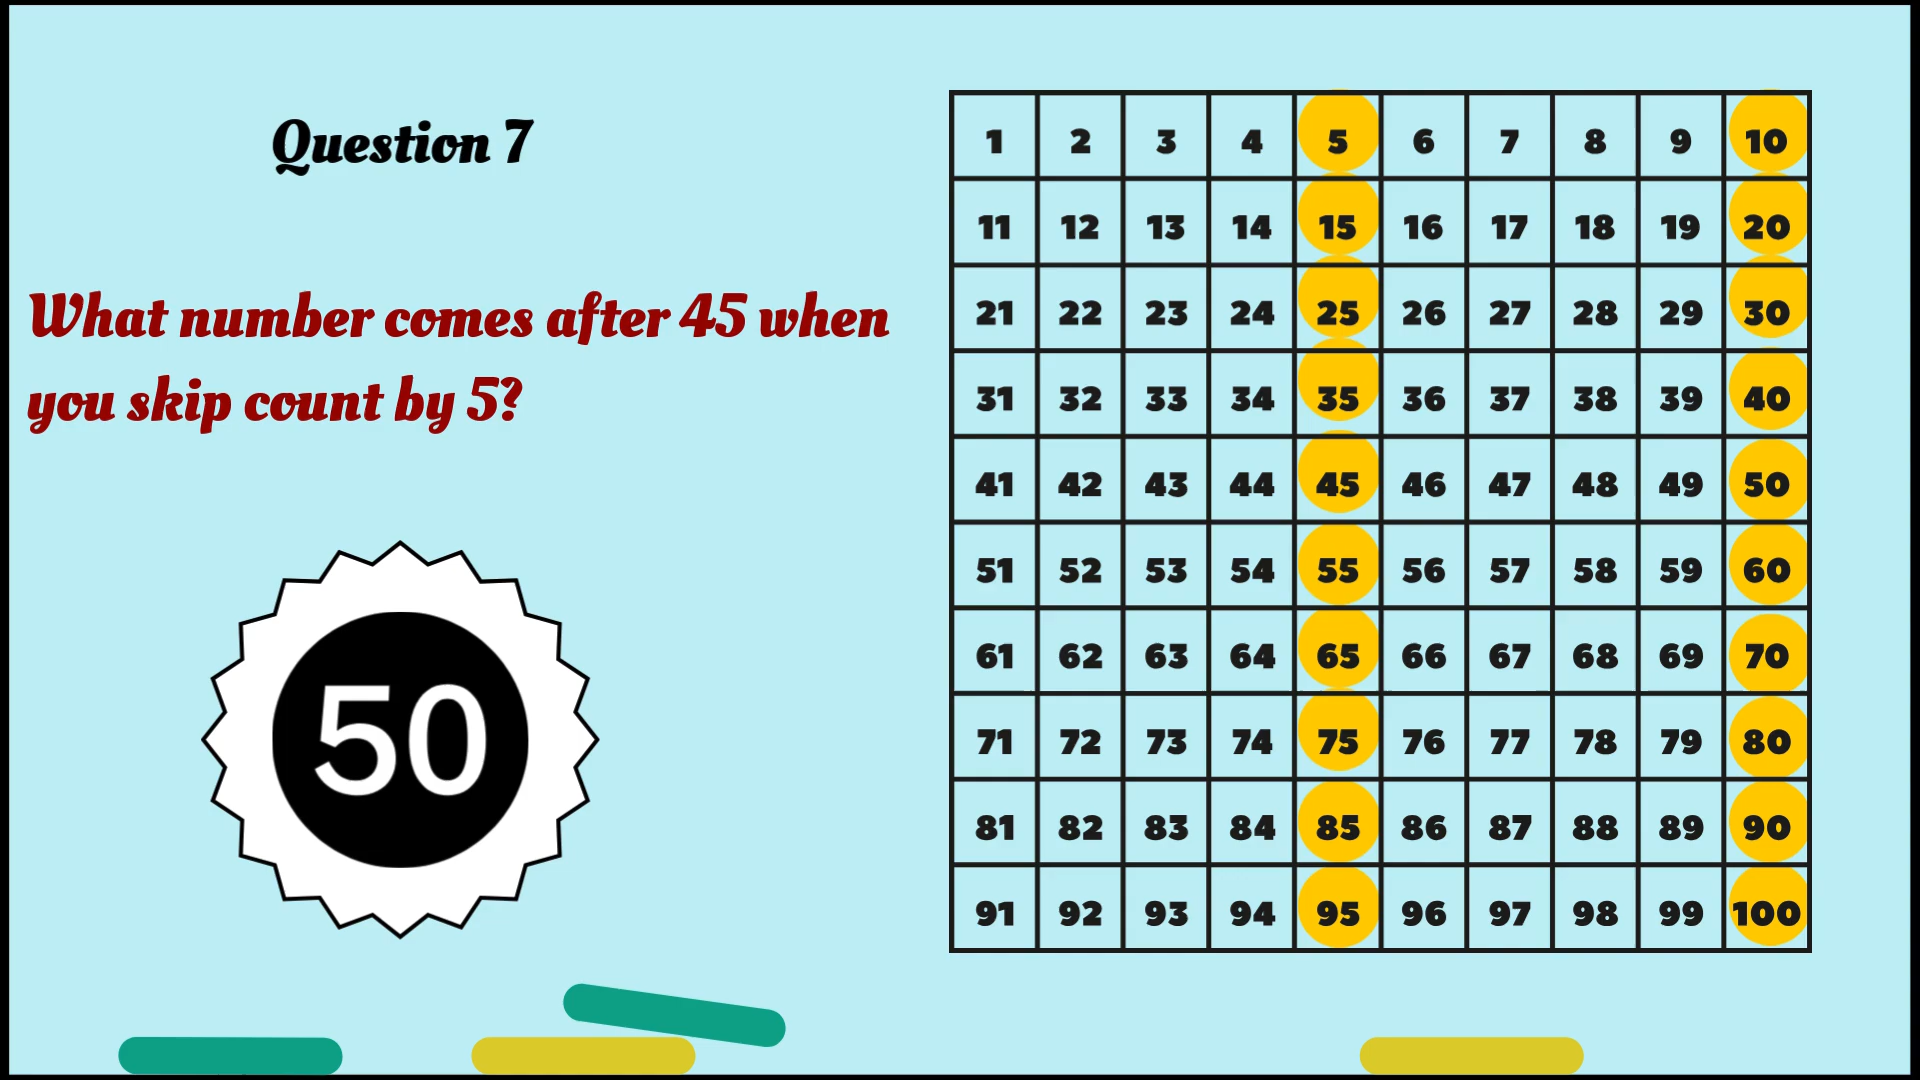 Question 7
What number comes after 45 when
you skip count by 5?
50
1 2 3 4 5 6 7 8 9 10
11 12 13 14 15 16 17 18 19 20
21 22 23 24 25 26 27 28 29 30
31 32 33 34 35 36 37 38 39 40
41 42 43 44 45 46 47 48 49 50
51 52 53 54 55 56 57 58 59 60
61 62 63 64 65 66 67 68 69 70
71 72 73 74 75 76 77 78 79 80
81 82 83 84 85 86 87 88 89 90
91 92 93 94 95 96 97 98 99 100